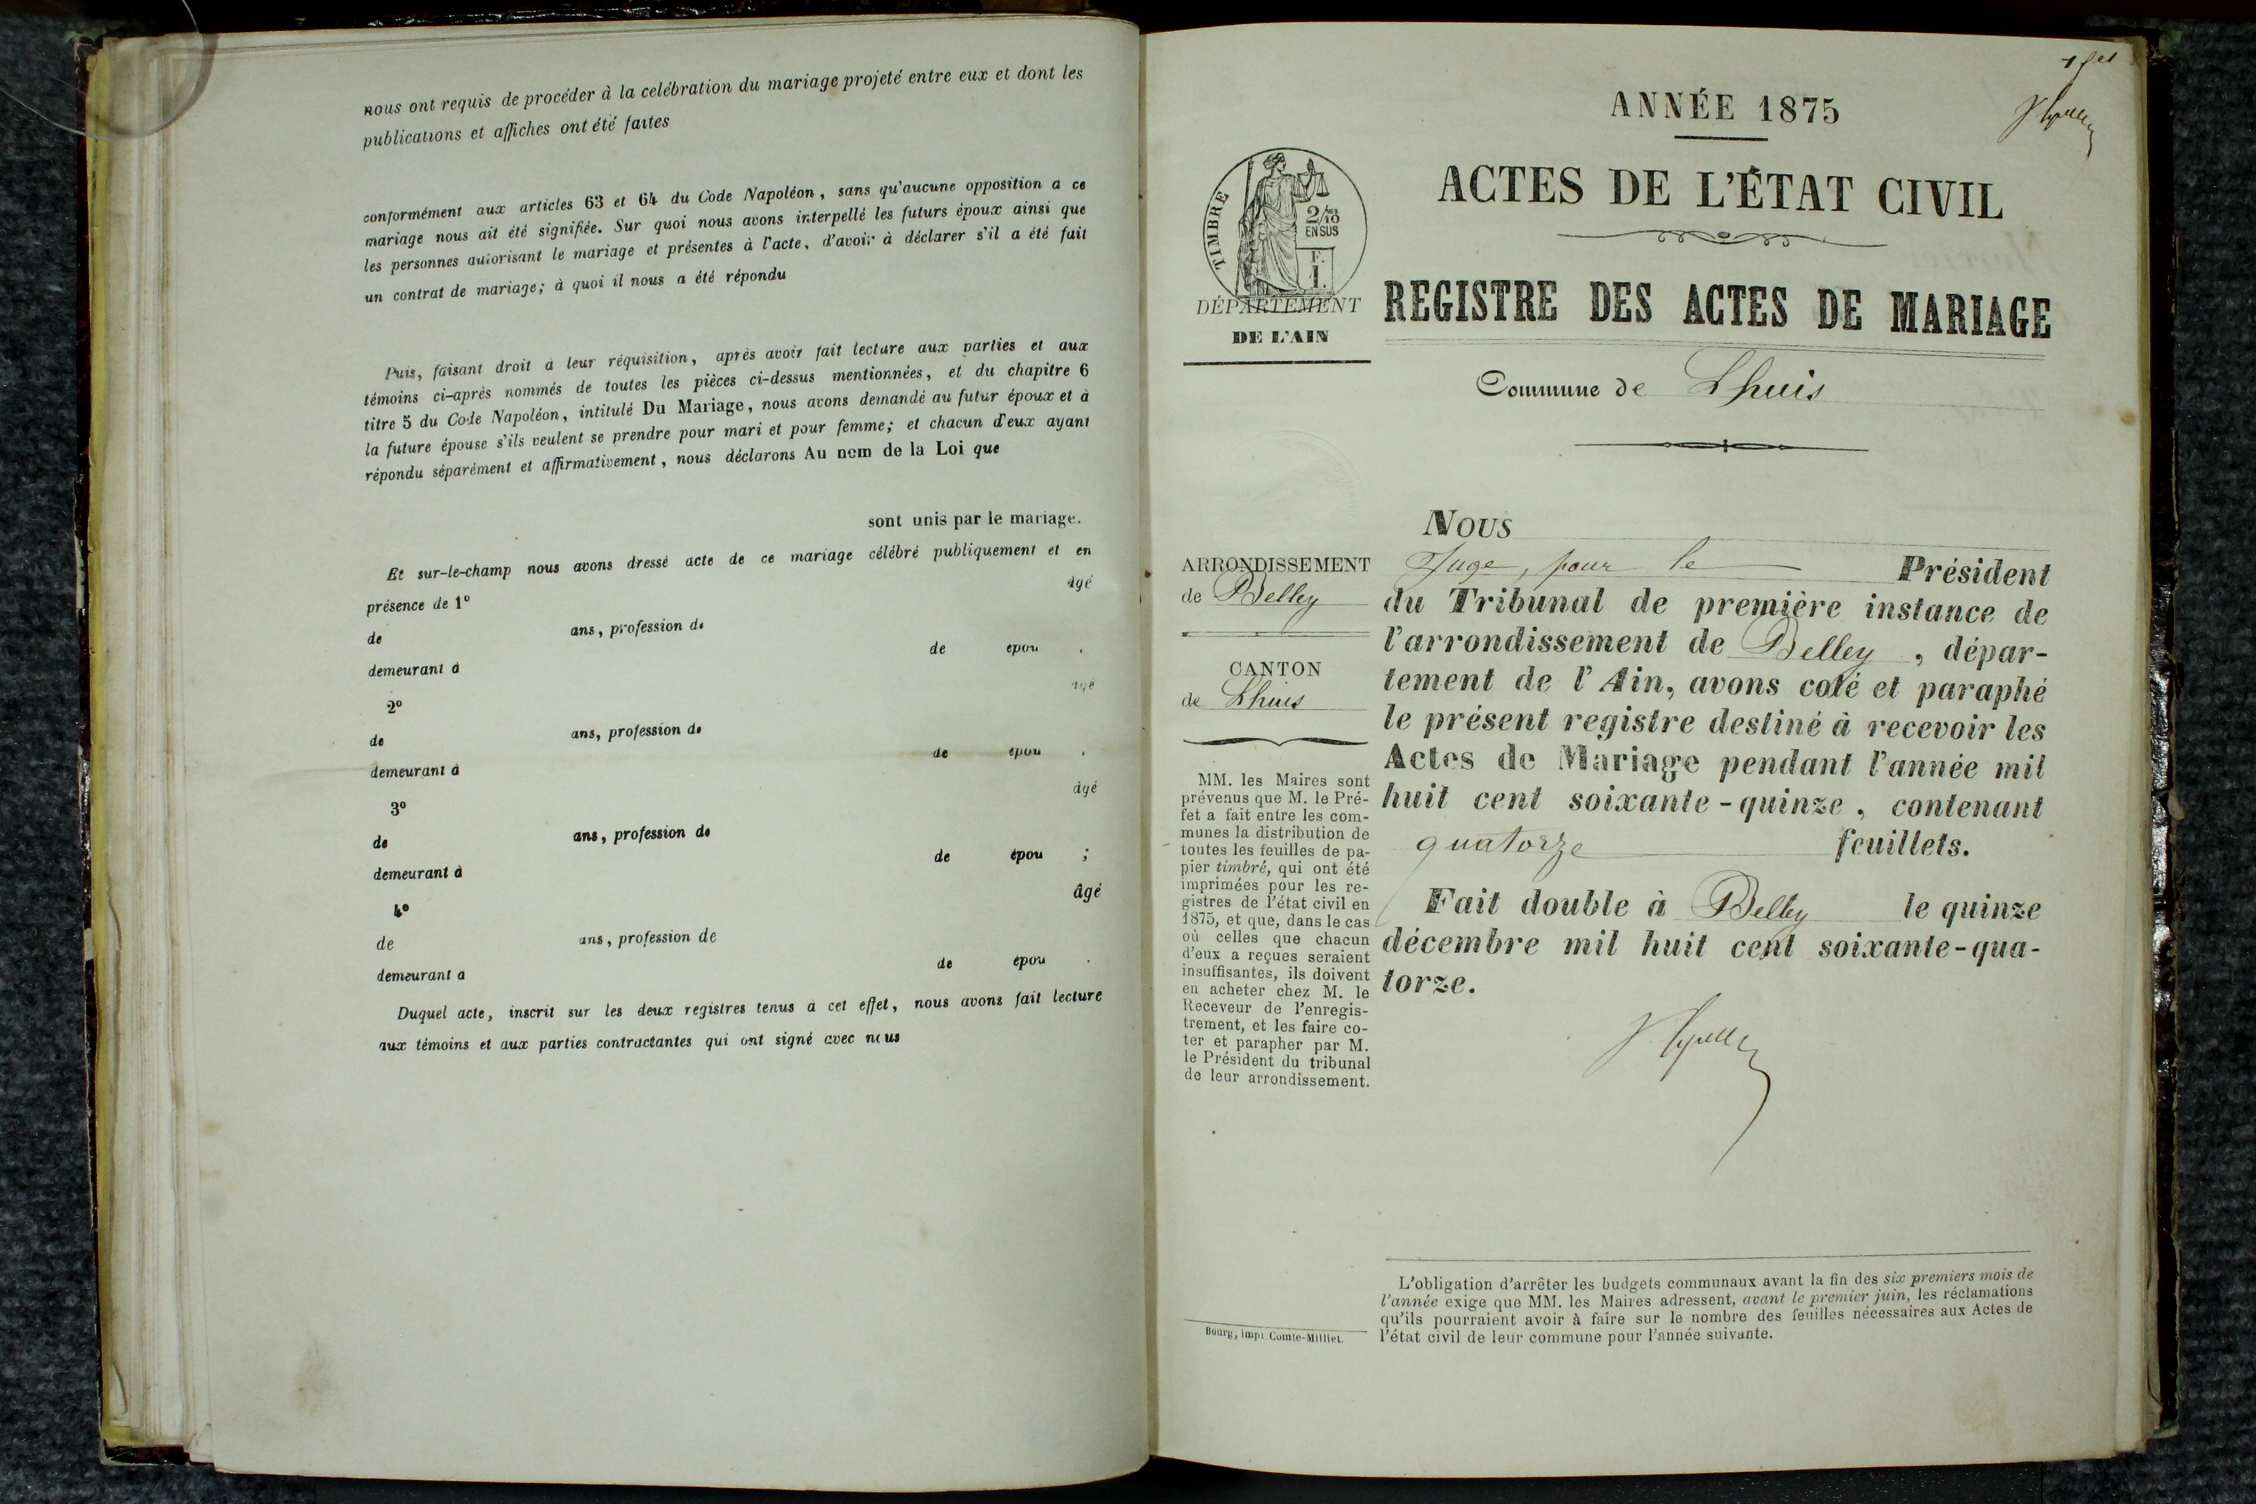 nous ont requis de procéder à la celébration du mariage projeté entre eux et dont les
publications et affiches ont été faites
conformément aux articles 63 et 64 du Code Napoléon, sans qu'aucune opposition a ce
mariage nous ait été signifiée. Sur quoi nous avons interpellé les futurs époux ainsi que
les personnes autorisant le mariage et présentes à l'acte, d'avoir à déclarer s'il a été fait
un contrat de mariage; à quoi il nous a été répondu
Puis, faisant droit à leur réquisition, après avoir fait lecture aux parties et aux
témoins ci-après nommés de toutes les pièces ci-dessus mentionnées, et du chapitre 6
titre 5 du Code Napoléon, intitulé Du Mariage, nous avons demandé au futur époux et à
la future épouse s'ils veulent se prendre pour mari et pour femme; et chacun d'eux ayant
répondu séparément et affirmativement, nous déclarons Au nom de la Loi que
sont unis par le mariage.
Et sur-le-champ nous avons dressé acte de ce mariage célébré publiquement et en
présence de 1º âgé
de ans, profession de
demeurant à de epou .
2º agé
de ans, profession de
demeurant à de epou .
3º âgé
de ans, profession de
demeurant à de épou ;
4º âgé
de ans, profession de
demeurant a de epou .
Duquel acte, inscrit sur les deux registres tenus à cet effet, nous avons fait lecture
aux témoins et aux parties contractantes qui ont signé avec nous
ANNÉE 1875
TIMBRE
2/10
EN SUS
ACTES DE L'ÉTAT CIVIL
DÉPARTEMENT
DE L'AIN
REGISTRE DES ACTES DE MARIAGE
Commune de Lhuis
ARRONDISSEMENT
de Belley
CANTON
de Lhuis
MM. les Maires sont
prévenus que M. le Pré-
fet a fait entre les com-
munes la distribution de
toutes les feuilles de pa-
pier timbré, qui ont été
imprimées pour les re-
gistres de l'état civil en
1875, et que, dans le cas
où celles que chacun
d'eux a reçues seraient
insuffisantes, ils doivent
en acheter chez M. le
Receveur de l'enregis-
trement, et les faire co-
ter et parapher par M.
le Président du tribunal
de leur arrondissement.
Bourg, impr. Comte-Milliet.
Nous
Juge, pour le Président
du Tribunal de première instance de
l'arrondissement de Belley, dépar-
tement de l'Ain, avons coté et paraphé
le présent registre destiné à recevoir les
Actes de Mariage pendant l'année mil
huit cent soixante-quinze, contenant
quatorze feuillets.
Fait double à Belley le quinze
décembre mil huit cent soixante-qua-
torze.
L'obligation d'arrêter les budgets communaux avant la fin des six premiers mois de
l'année exige que MM. les Maires adressent, avant le premier juin, les réclamations
qu'ils pourraient avoir à faire sur le nombre des feuilles nécessaires aux Actes de
l'état civil de leur commune pour l'année suivante.